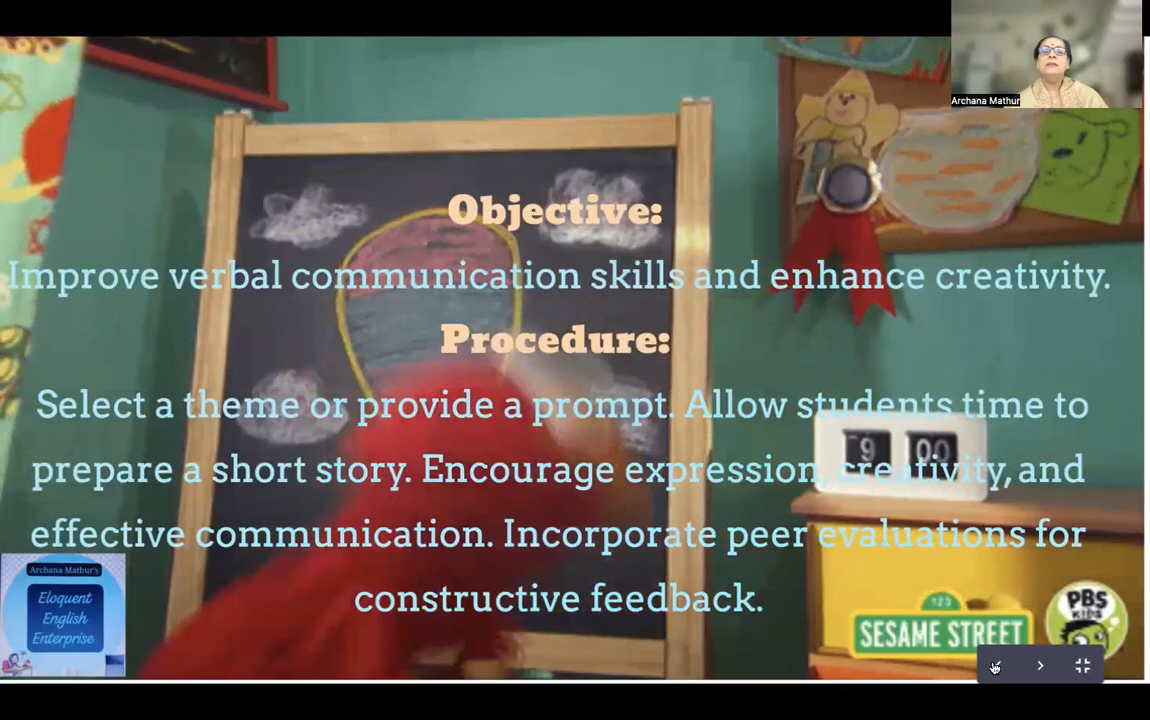 Archana Mathur
Objective:
Improve verbal communication skills and enhance creativity.
Procedure:
Select a theme or provide a prompt. Allow students time to
prepare a short story. Encourage expression, creativity, and
effective communication. Incorporate peer evaluations for
constructive feedback.
9 00
Archana Mathur's
Eloquent
English
Enterprise
123
SESAME STREET
PBS
KIDS